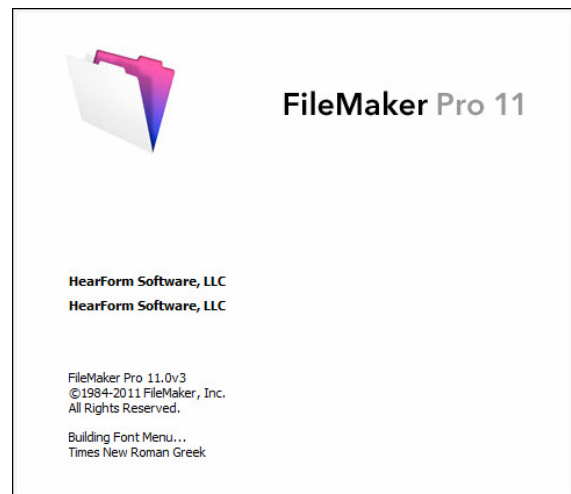 FileMaker Pro 11
HearForm Software, LLC
HearForm Software, LLC
FileMaker Pro 11.0v3
©1984-2011 FileMaker, Inc.
All Rights Reserved.
Building Font Menu...
Times New Roman Greek